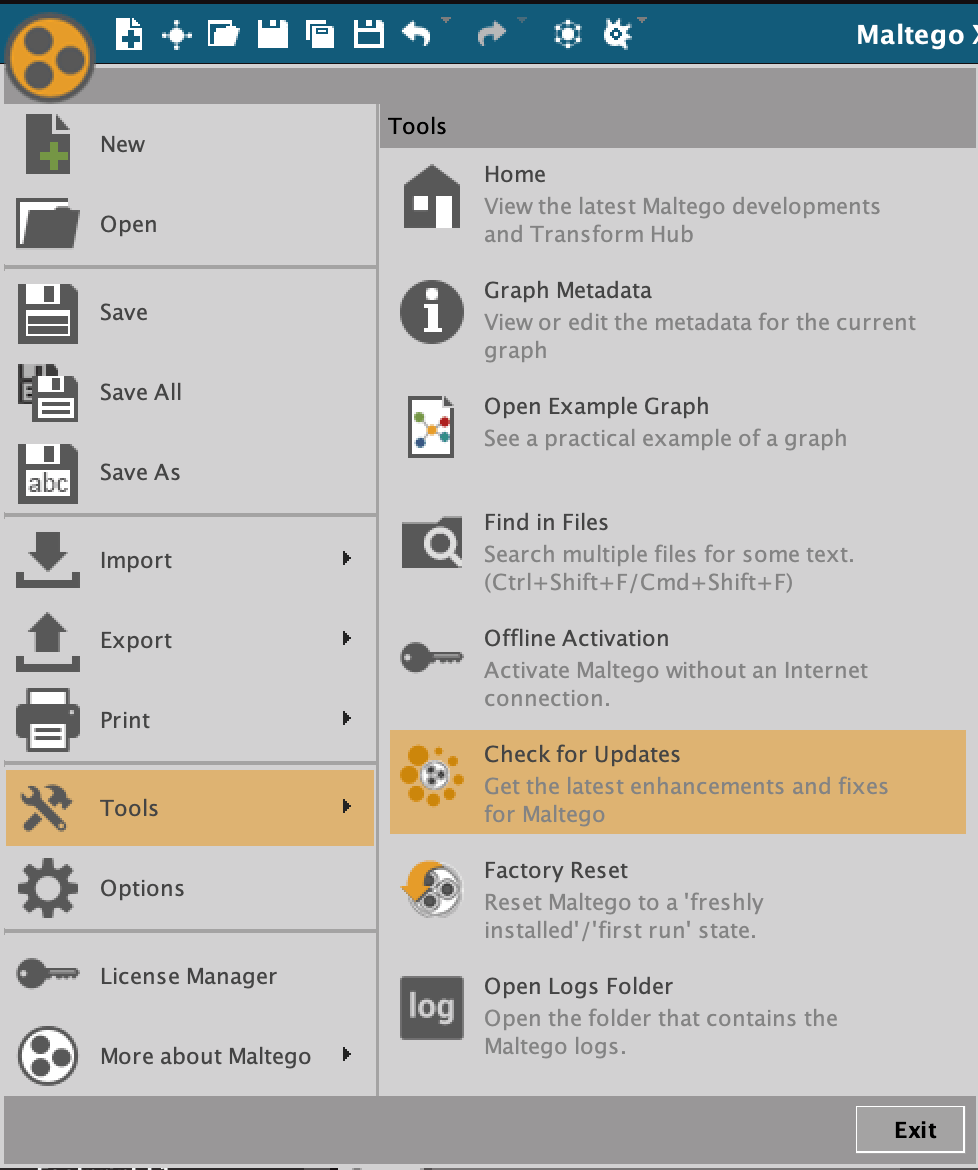 Maltego X
New
Open
Save
Save All
abc
Save As
Import
Export
Print
Tools
Options
License Manager
More about Maltego
Tools
Home
View the latest Maltego developments
and Transform Hub
Graph Metadata
View or edit the metadata for the current
graph
Open Example Graph
See a practical example of a graph
Find in Files
Search multiple files for some text.
(Ctrl+Shift+F/Cmd+Shift+F)
Offline Activation
Activate Maltego without an Internet
connection.
Check for Updates
Get the latest enhancements and fixes
for Maltego
Factory Reset
Reset Maltego to a 'freshly
installed'/'first run' state.
log
Open Logs Folder
Open the folder that contains the
Maltego logs.
Exit